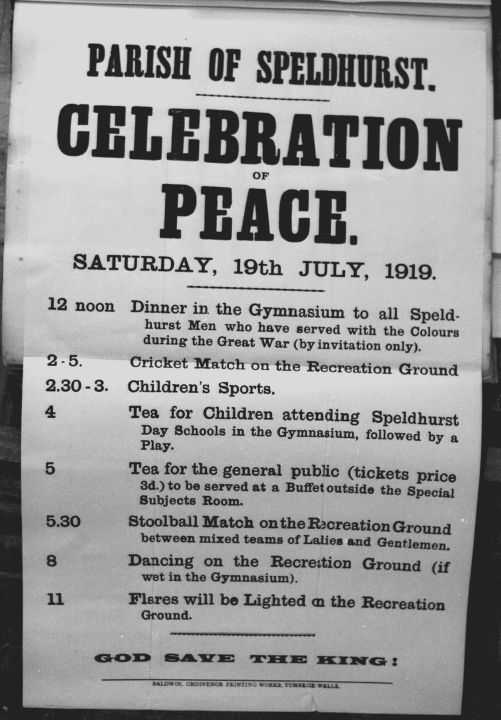 PARISH OF SPELDHURST.
CELEBRATION
OF
PEACE.
SATURDAY, 19th JULY, 1919.
12 noon Dinner in the Gymnasium to all Speld-
hurst Men who have served with the Colours
during the Great War (by invitation only).
2-5. Cricket Match on the Recreation Ground
2.30-3. Children's Sports.
4 Tea for Children attending Speldhurst
Day Schools in the Gymnasium, followed by a
Play.
5 Tea for the general public (tickets price
3d.) to be served at a Buffet outside the Special
Subjects Room.
5.30 Stoolball Match on the Recreation Ground
between mixed teams of Lalies and Gentlemen.
8 Dancing on the Recreation Ground (if
wet in the Gymnasium).
11 Flares will be Lighted on the Recreation
Ground.
GOD SAVE THE KING!
BALDWIN, GROSVENOR PRINTING WORKS, TUNBRIDGE WELLS.